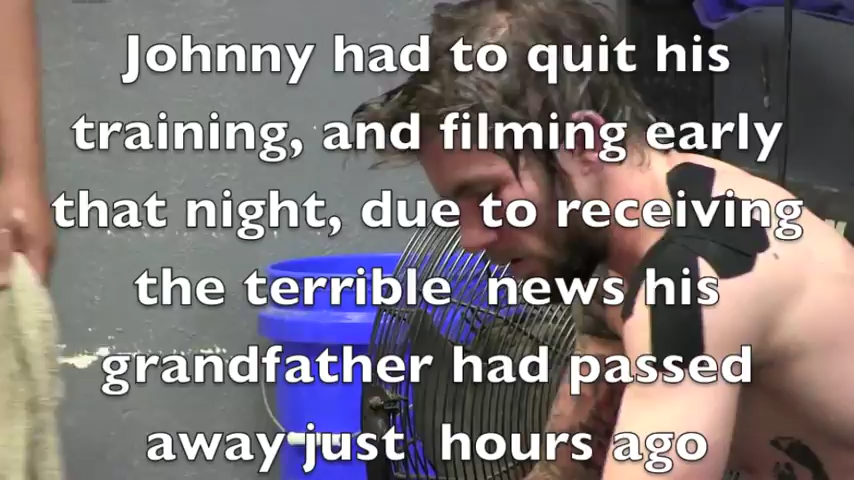 Johnny had to quit his
training, and filming early
that night, due to receiving
the terrible news his
grandfather had passed
away just hours ago